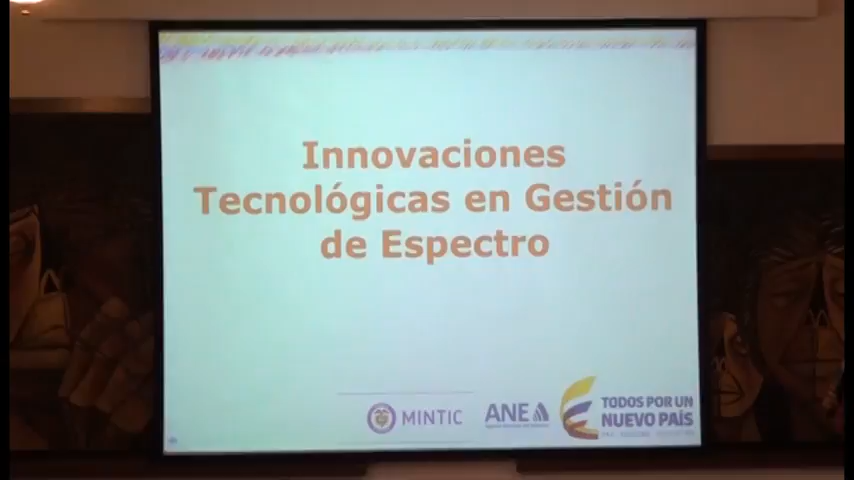 Innovaciones
Tecnológicas en Gestión
de Espectro
MINTIC
ANE
TODOS POR UN
NUEVO PAÍS